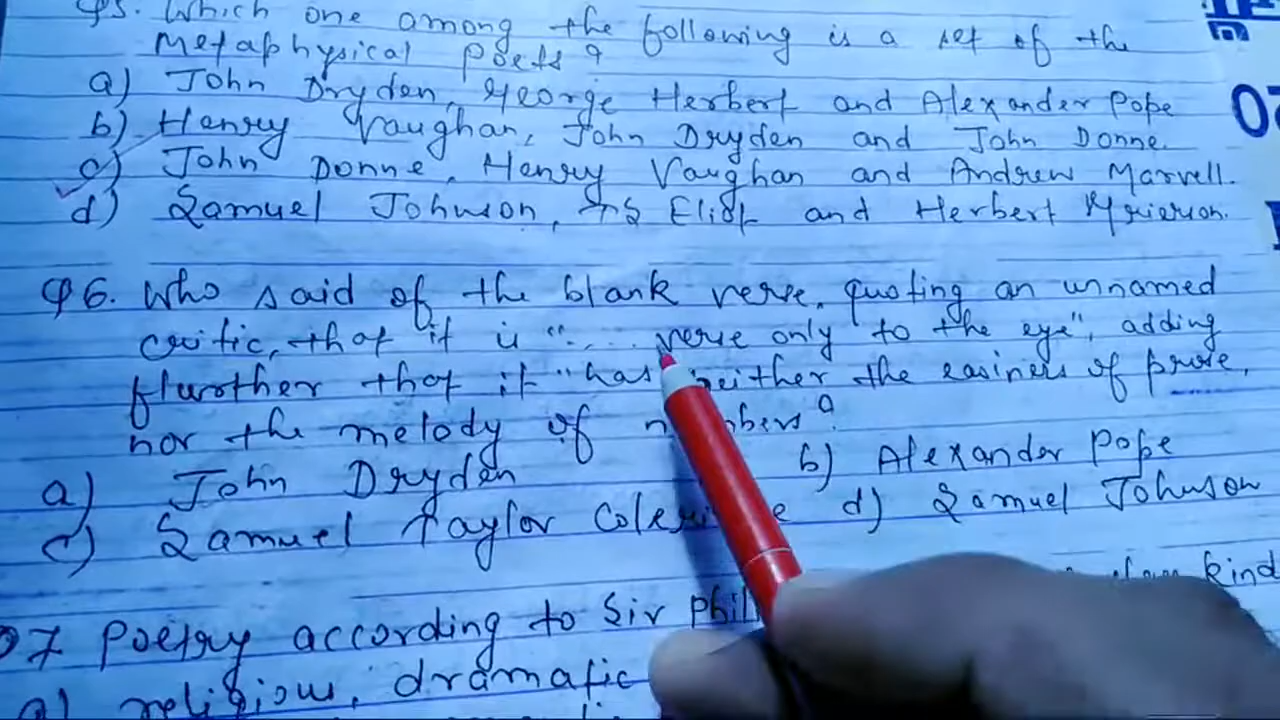 Q5. Which one among the following is a set of the
Metaphysical Poets?
a) John Dryden, George Herbert and Alexander Pope
b) Henry Vaughan, John Dryden and John Donne.
c) John Donne, Henry Vaughan and Andrew Marvell.
d) Samuel Johnson, TS Eliot and Herbert Grierson.
07
Q6. Who said of the blank verse, quoting an unnamed
critic, that it is "... verse only to the eye", adding
further that it "has neither the easiness of prose,
nor the melody of numbers?
a) John Dryden b) Alexander Pope
c) Samuel Taylor Coleridge d) Samuel Johnson
Q7 Poetry according to Sir Phil kind
a) religious, dramatic